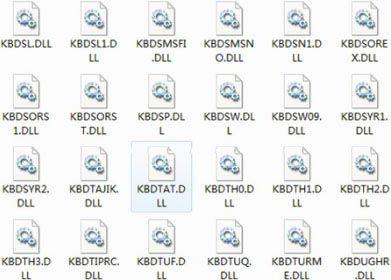 KBDSL.DLL KBDSL1.D KBDSMSFI KBDSMSN KBDSN1.D KBDSORE
LL .DLL O.DLL LL X.DLL
KBDSORS KBDSORS KBDSP.DL KBDSW.DL KBDSW09. KBDSYR1.
1.DLL T.DLL L L DLL DLL
KBDSYR2. KBDTAJIK. KBDTAT.D KBDTH0.D KBDTH1.D KBDTH2.D
DLL DLL LL LL LL LL
KBDTH3.D KBDTIPRC. KBDTUF.D KBDTUQ. KBDTURM KBDUGHR
LL DLL LL DLL E.DLL .DLL